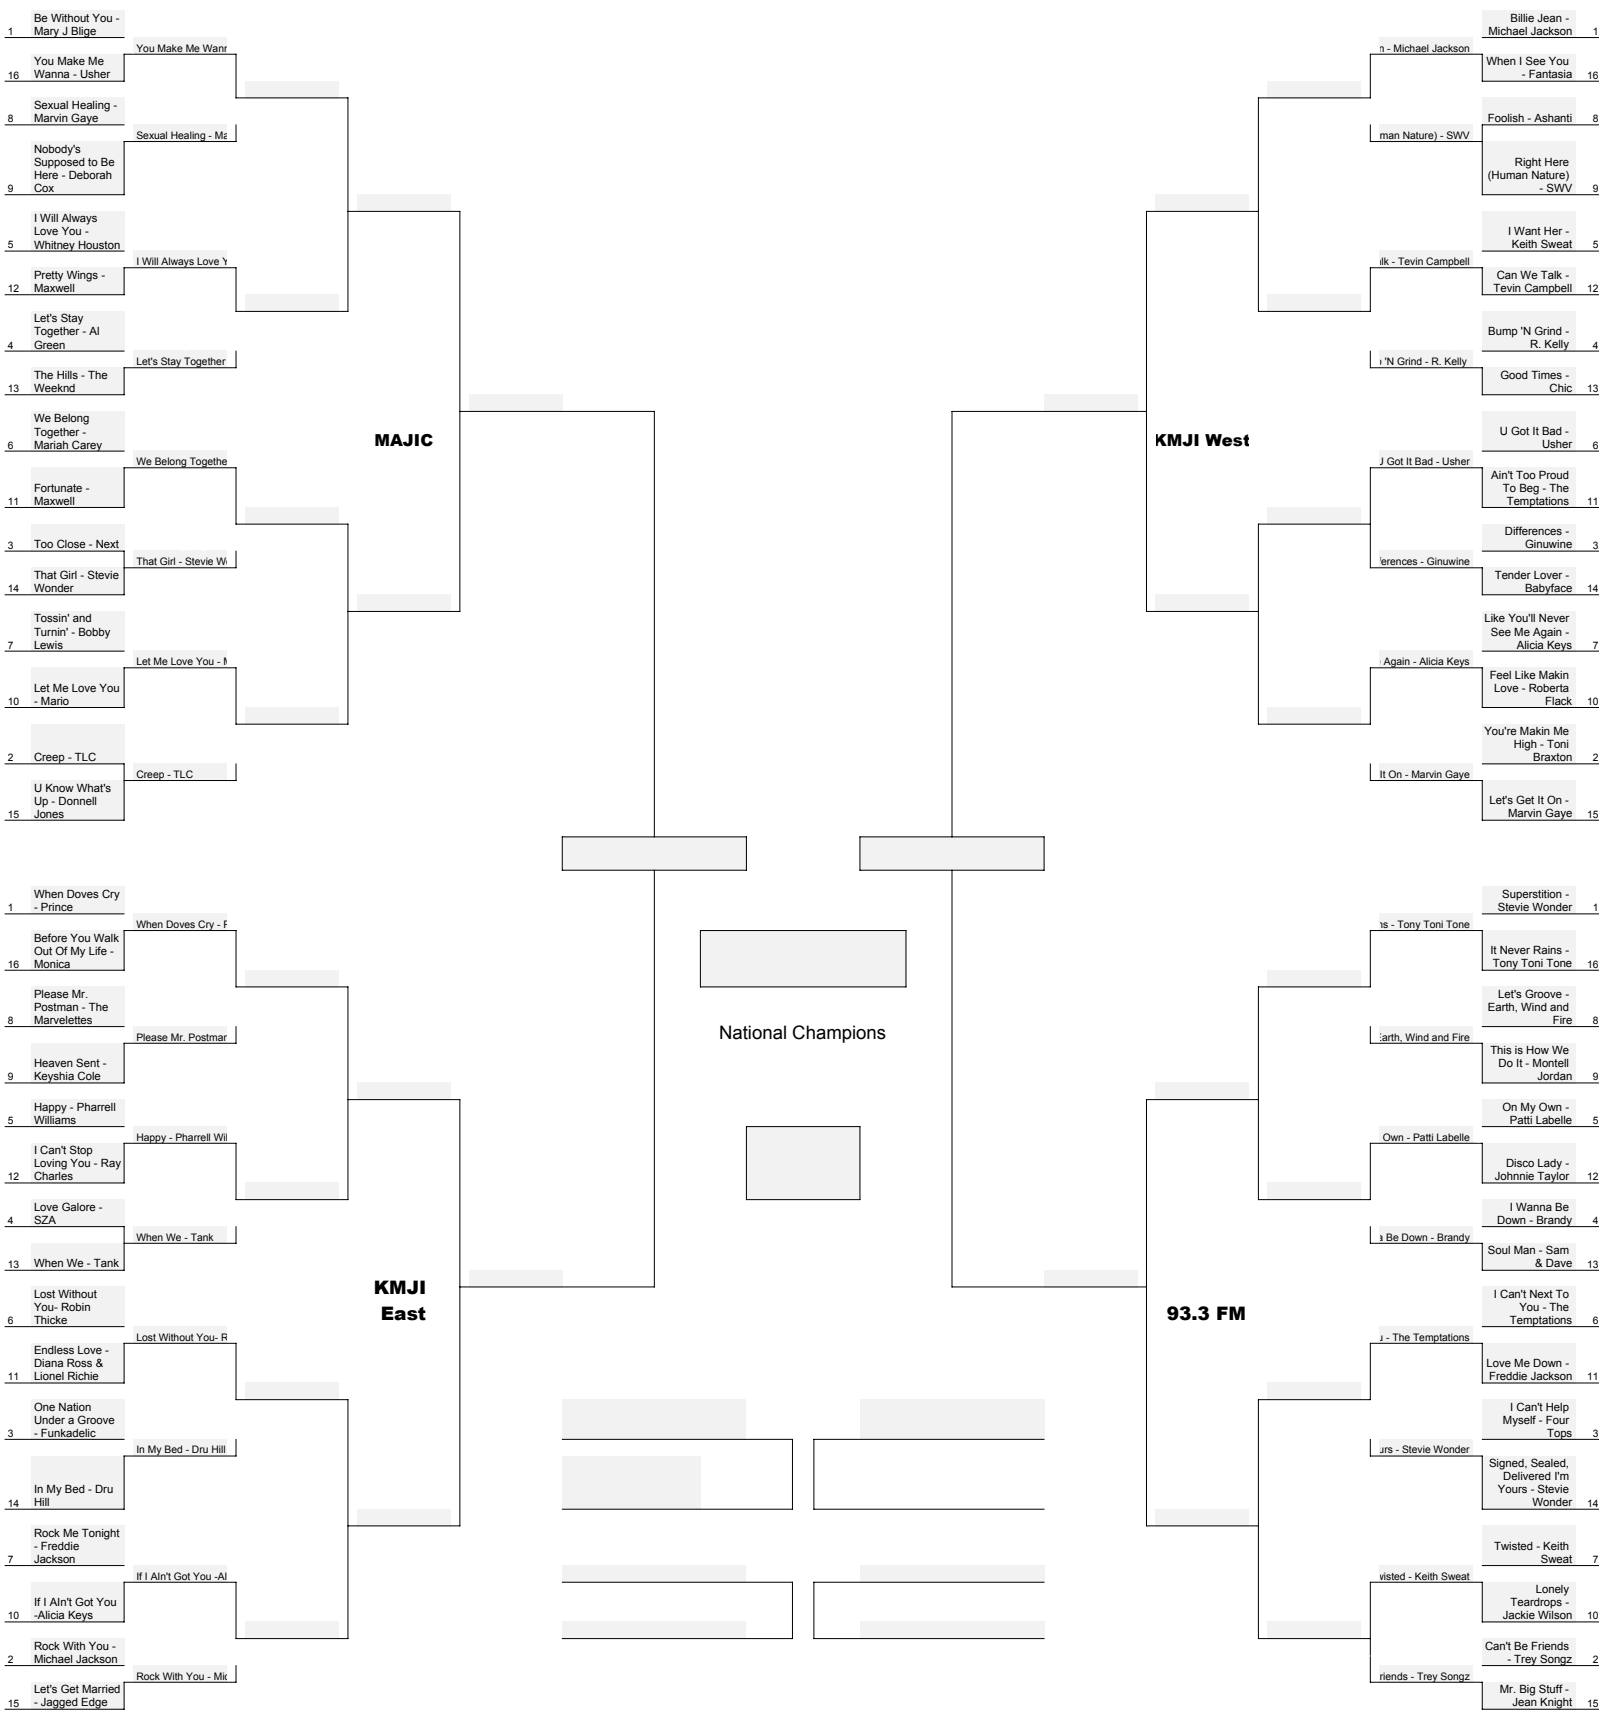 1
Be Without You -
Mary J Blige
You Make Me Wanr
16
You Make Me
Wanna - Usher
8
Sexual Healing -
Marvin Gaye
Sexual Healing - Ma
9
Nobody's
Supposed to Be
Here - Deborah
Cox
5
I Will Always
Love You -
Whitney Houston
I Will Always Love Y
12
Pretty Wings -
Maxwell
4
Let's Stay
Together - Al
Green
Let's Stay Together
13
The Hills - The
Weeknd
6
We Belong
Together -
Mariah Carey
We Belong Togethe
11
Fortunate -
Maxwell
3
Too Close - Next
That Girl - Stevie W
14
That Girl - Stevie
Wonder
7
Tossin' and
Turnin' - Bobby
Lewis
Let Me Love You - M
10
Let Me Love You
- Mario
2
Creep - TLC
Creep - TLC
15
U Know What's
Up - Donnell
Jones
MAJIC
Billie Jean -
Michael Jackson
1
n - Michael Jackson
When I See You
- Fantasia
16
Foolish - Ashanti
8
man Nature) - SWV
Right Here
(Human Nature)
- SWV
9
I Want Her -
Keith Sweat
5
lk - Tevin Campbell
Can We Talk -
Tevin Campbell
12
Bump 'N Grind -
R. Kelly
4
'N Grind - R. Kelly
Good Times -
Chic
13
U Got It Bad -
Usher
6
U Got It Bad - Usher
Ain't Too Proud
To Beg - The
Temptations
11
Differences -
Ginuwine
3
ferences - Ginuwine
Tender Lover -
Babyface
14
Like You'll Never
See Me Again -
Alicia Keys
7
Again - Alicia Keys
Feel Like Makin
Love - Roberta
Flack
10
You're Makin Me
High - Toni
Braxton
2
It On - Marvin Gaye
Let's Get It On -
Marvin Gaye
15
KMJI West
1
When Doves Cry
- Prince
When Doves Cry - P
16
Before You Walk
Out Of My Life -
Monica
8
Please Mr.
Postman - The
Marvelettes
Please Mr. Postmar
9
Heaven Sent -
Keyshia Cole
5
Happy - Pharrell
Williams
Happy - Pharrell Wil
12
I Can't Stop
Loving You - Ray
Charles
4
Love Galore -
SZA
When We - Tank
13
When We - Tank
6
Lost Without
You- Robin
Thicke
Lost Without You- R
11
Endless Love -
Diana Ross &
Lionel Richie
3
One Nation
Under a Groove
- Funkadelic
In My Bed - Dru Hill
14
In My Bed - Dru
Hill
7
Rock Me Tonight
- Freddie
Jackson
If I AIn't Got You -Al
10
If I AIn't Got You
-Alicia Keys
2
Rock With You -
Michael Jackson
Rock With You - Mic
15
Let's Get Married
- Jagged Edge
KMJI
East
National Champions
Superstition -
Stevie Wonder
1
ns - Tony Toni Tone
It Never Rains -
Tony Toni Tone
16
Let's Groove -
Earth, Wind and
Fire
8
Earth, Wind and Fire
This is How We
Do It - Montell
Jordan
9
On My Own -
Patti Labelle
5
Own - Patti Labelle
Disco Lady -
Johnnie Taylor
12
I Wanna Be
Down - Brandy
4
a Be Down - Brandy
Soul Man - Sam
& Dave
13
I Can't Next To
You - The
Temptations
6
u - The Temptations
Love Me Down -
Freddie Jackson
11
I Can't Help
Myself - Four
Tops
3
urs - Stevie Wonder
Signed, Sealed,
Delivered I'm
Yours - Stevie
Wonder
14
Twisted - Keith
Sweat
7
wisted - Keith Sweat
Lonely
Teardrops -
Jackie Wilson
10
Can't Be Friends
- Trey Songz
2
riends - Trey Songz
Mr. Big Stuff -
Jean Knight
15
93.3 FM